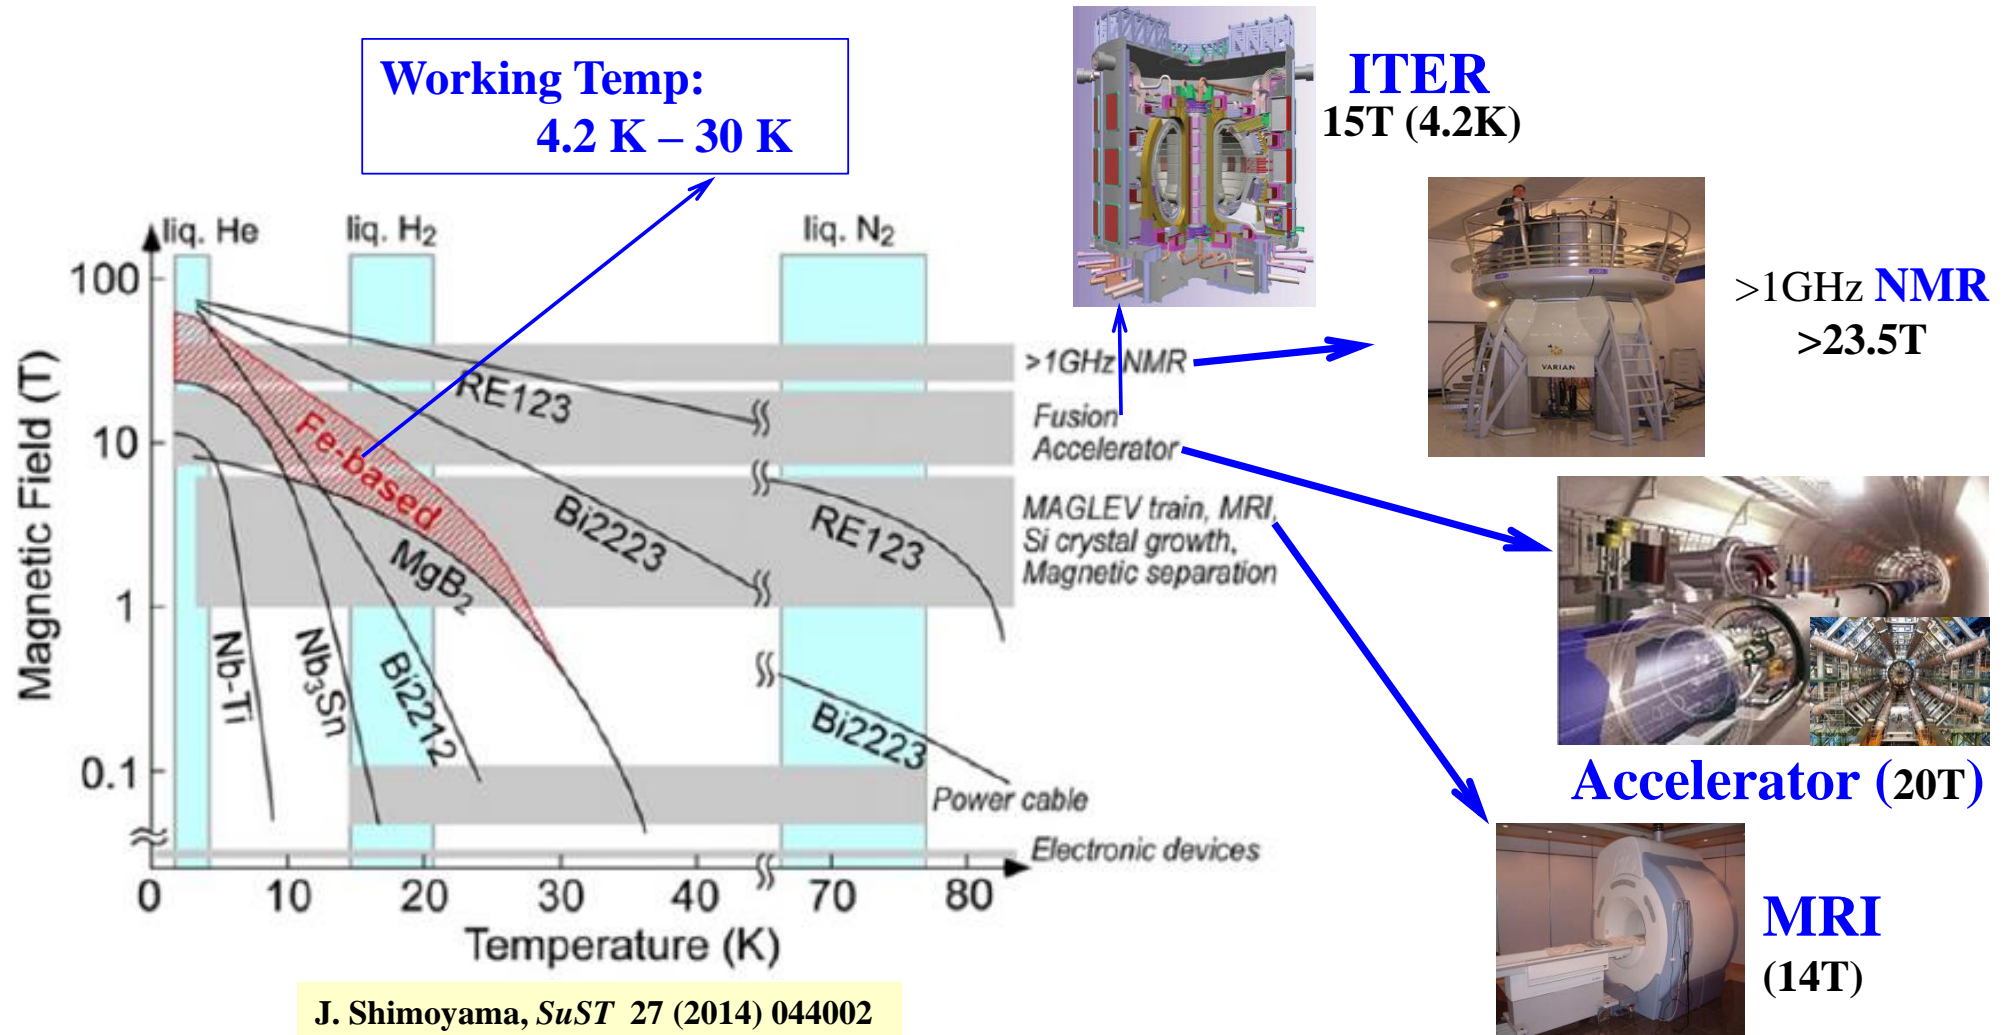 Working Temp:
4.2 K – 30 K
ITER
15T (4.2K)
>1GHz NMR
>23.5T
VARIAN
Accelerator (20T)
MRI
(14T)
liq. He
liq. H₂
liq. N₂
Magnetic Field (T)
100
10
1
0.1
RE123
Fe-based
Bi2223
MgB₂
RE123
Nb-Ti
Nb₃Sn
Bi2212
Bi2223
>1GHz NMR
Fusion
Accelerator
MAGLEV train, MRI,
Si crystal growth,
Magnetic separation
Power cable
Electronic devices
0
10
20
30
40
70
80
Temperature (K)
J. Shimoyama, SuST 27 (2014) 044002